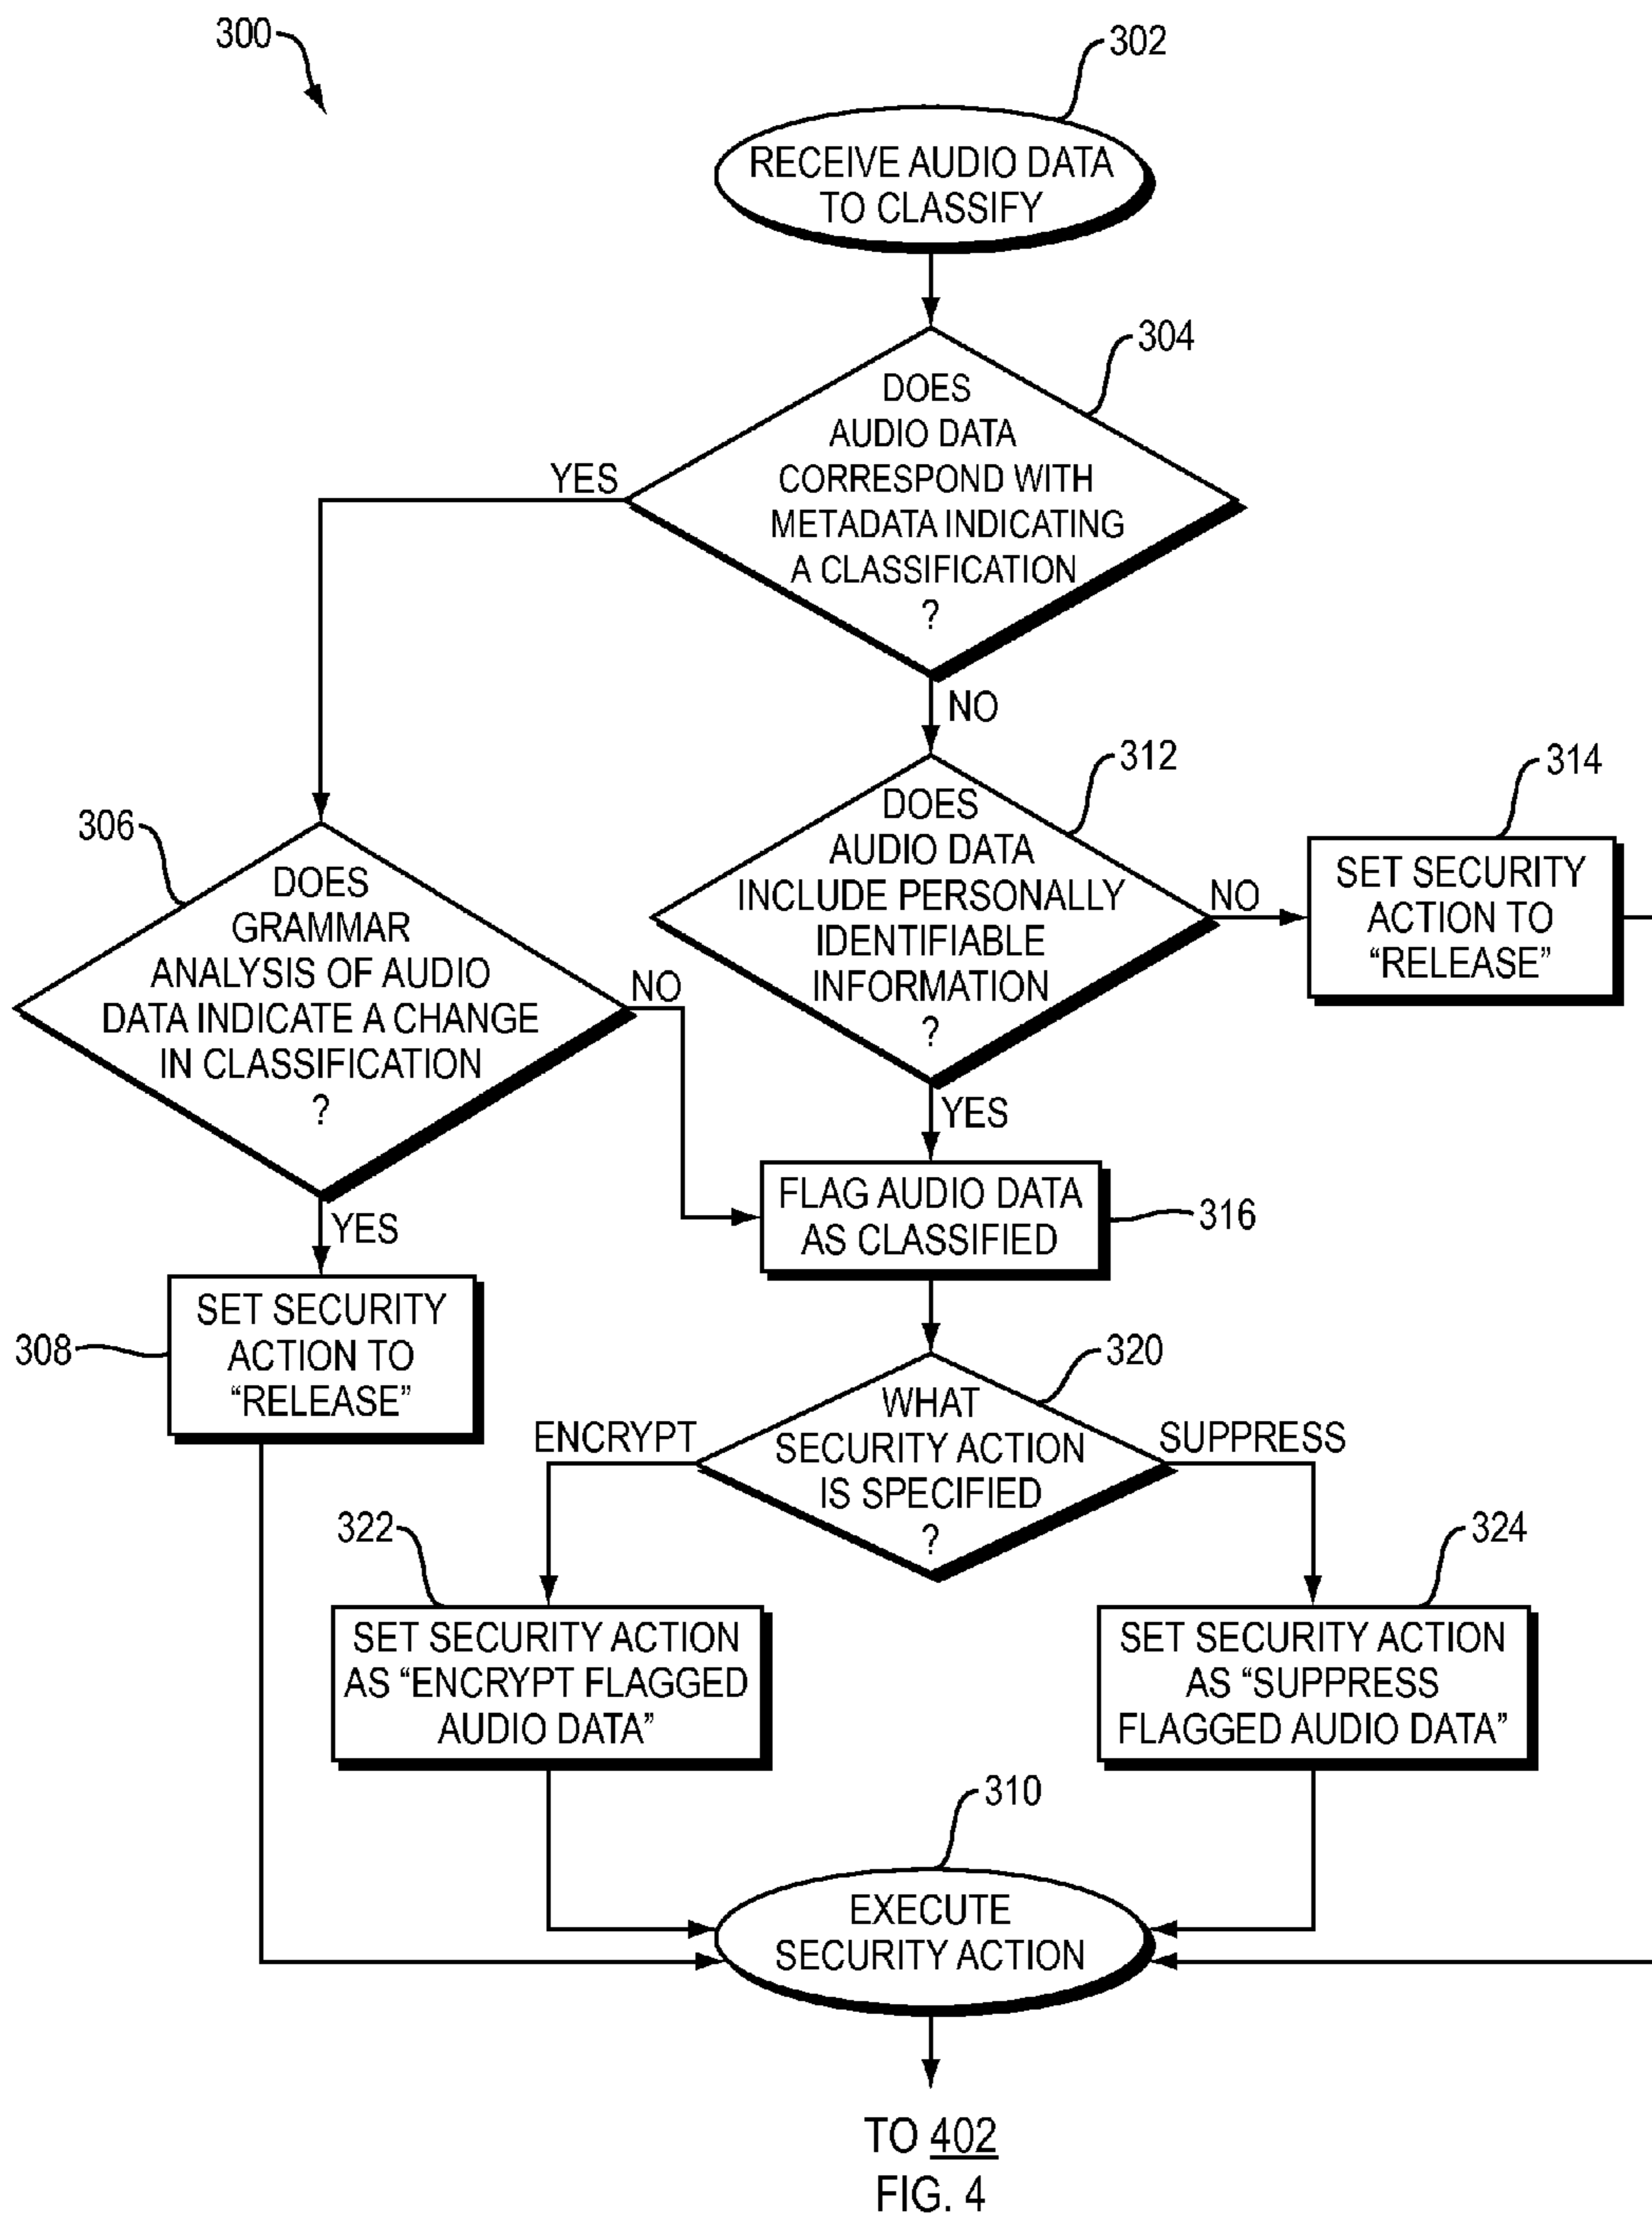 300
302
RECEIVE AUDIO DATA
TO CLASSIFY
304
DOES
AUDIO DATA
CORRESPOND WITH
METADATA INDICATING
A CLASSIFICATION
?
YES
NO
306
DOES
GRAMMAR
ANALYSIS OF AUDIO
DATA INDICATE A CHANGE
IN CLASSIFICATION
?
NO
YES
312
DOES
AUDIO DATA
INCLUDE PERSONALLY
IDENTIFIABLE
INFORMATION
?
NO
YES
314
SET SECURITY
ACTION TO
“RELEASE”
FLAG AUDIO DATA
AS CLASSIFIED
316
308
SET SECURITY
ACTION TO
“RELEASE”
320
WHAT
SECURITY ACTION
IS SPECIFIED
?
ENCRYPT
SUPPRESS
322
SET SECURITY ACTION
AS “ENCRYPT FLAGGED
AUDIO DATA”
324
SET SECURITY ACTION
AS “SUPPRESS
FLAGGED AUDIO DATA”
310
EXECUTE
SECURITY ACTION
TO 402
FIG. 4